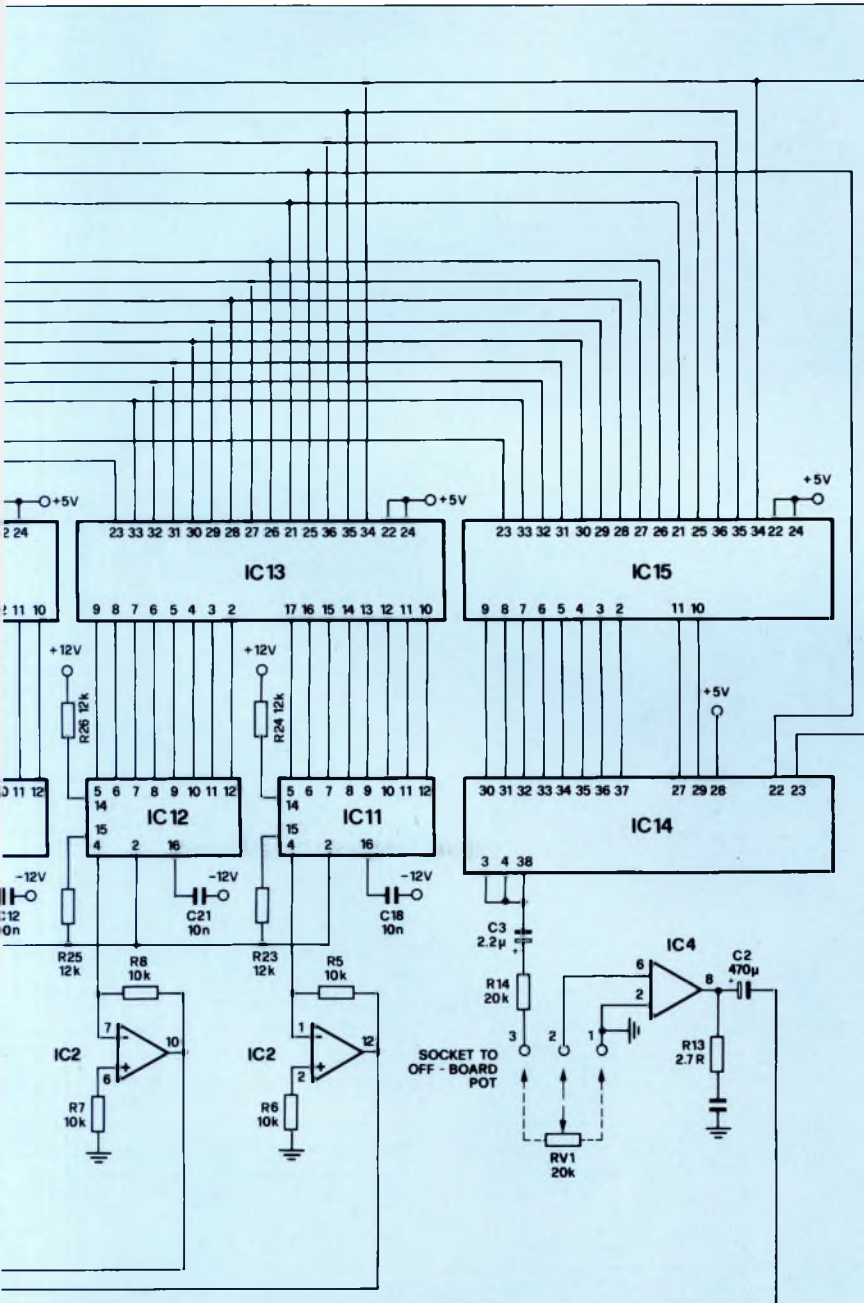 +5V
+5V
+5V
2 24
23 33 32 31 30 29 28 27 26 21 25 36 35 34 22 24
23 33 32 31 30 29 28 27 26 21 25 36 35 34 22 24
IC13
IC15
11 10
9 8 7 6 5 4 3 2 17 16 15 14 13 12 11 10
9 8 7 6 5 4 3 2 11 10
+12V
+12V
R26 12k
R24 12k
+5V
11 12
5 6 7 8 9 10 11 12
14
15
4 2 16
IC12
5 6 7 8 9 10 11 12
14
15
4 2 16
IC11
30 31 32 33 34 35 36 37 27 29 28 22 23
IC14
3 4 38
-12V
C12
-12V
C21
10n
-12V
C18
10n
R25
12k
R8
10k
R23
12k
R5
10k
C3
2.2µ
+
R14
20k
IC4
6
2
8
C2
470µ
+
R13
2.7R
7
-
6
+
10
IC2
1
-
2
+
12
IC2
R7
10k
R6
10k
3 2 1
SOCKET TO
OFF - BOARD
POT
RV1
20k